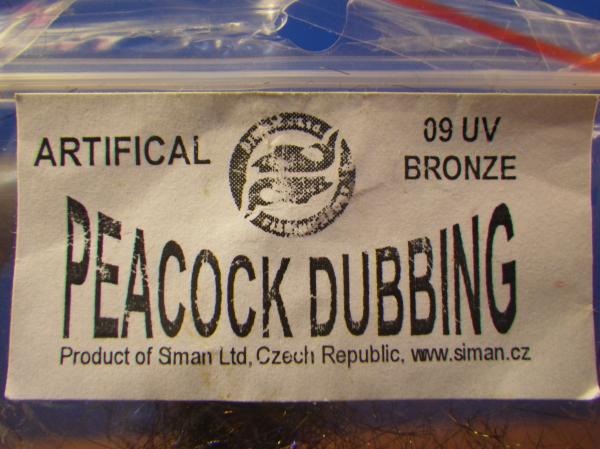 ARTIFICAL
09 UV
BRONZE
PEACOCK DUBBING
Product of Siman Ltd, Czech Republic, www.siman.cz